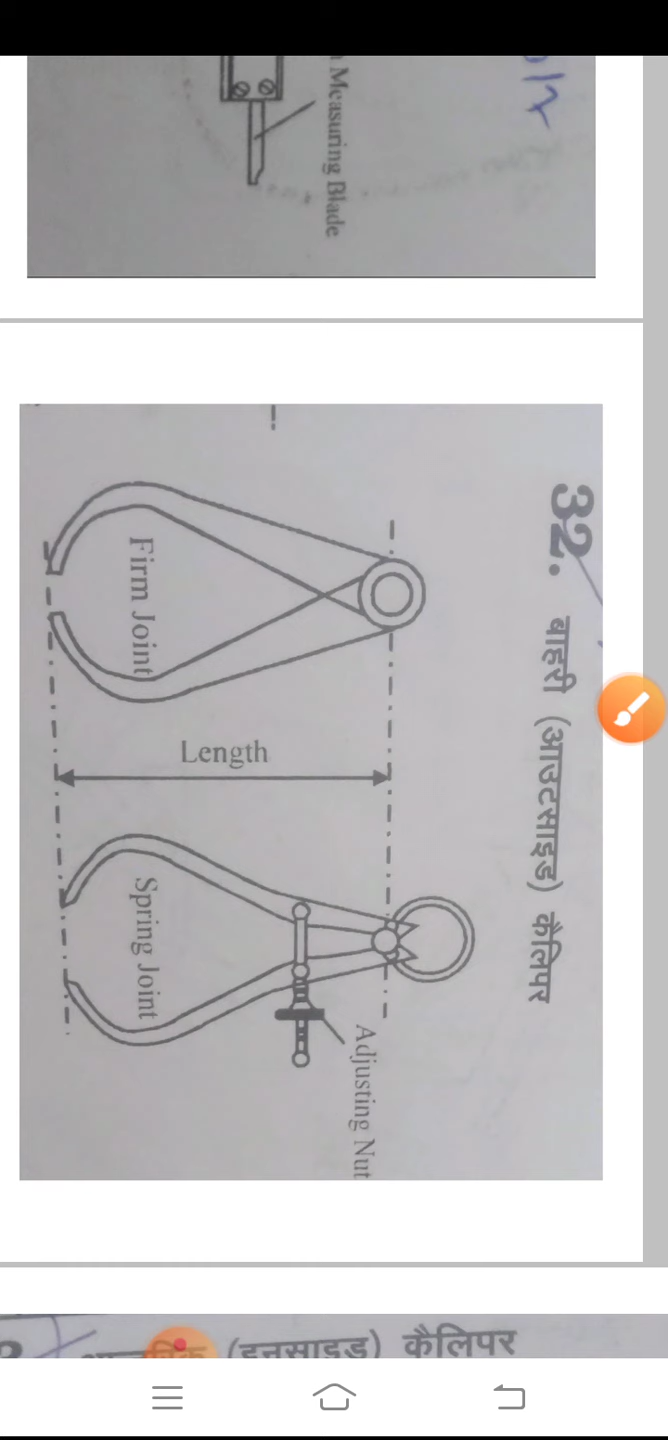 Measuring Blade
32. बाहरी (आउटसाइड) कैलिपर
Firm Joint
Length
Spring Joint
Adjusting Nut
(इनसाइड) कैलिपर